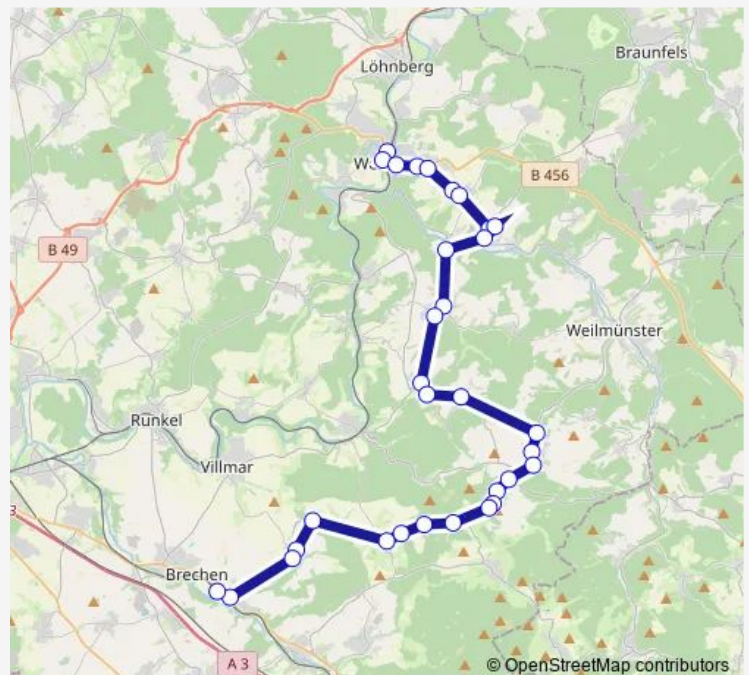 Löhnberg
Braunfels
B 456
B 49
Weilmünster
Runkel
Villmar
Brechen
A 3
© OpenStreetMap contributors